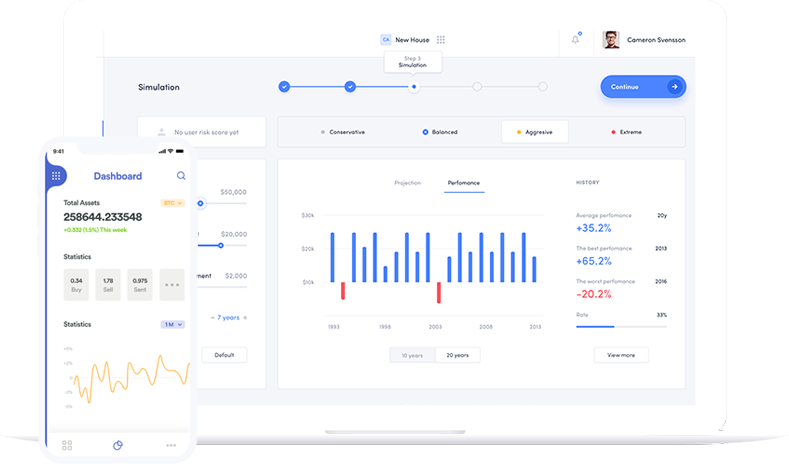 CA New House
Cameron Svensson
Step 3
Simulation
Simulation
Continue
No user risk score yet
Conservative
Balanced
Aggresive
Extreme
$50,000
$20,000
$2,000
7 years
Default
Projection
Perfomance
$30k
$20k
$10k
1993
1998
2003
2008
2013
10 years
20 years
HISTORY
Average perfomance 20y
+35.2%
The best perfomance 2013
+65.2%
The worst perfomance 2016
-20.2%
Rate 33%
View more
9:41
Dashboard
Total Assets
BTC
258644.233548
+0.332 (1.5%) This week
Statistics
0.34
Buy
1.78
Sell
0.975
Sent
Statistics
1 M